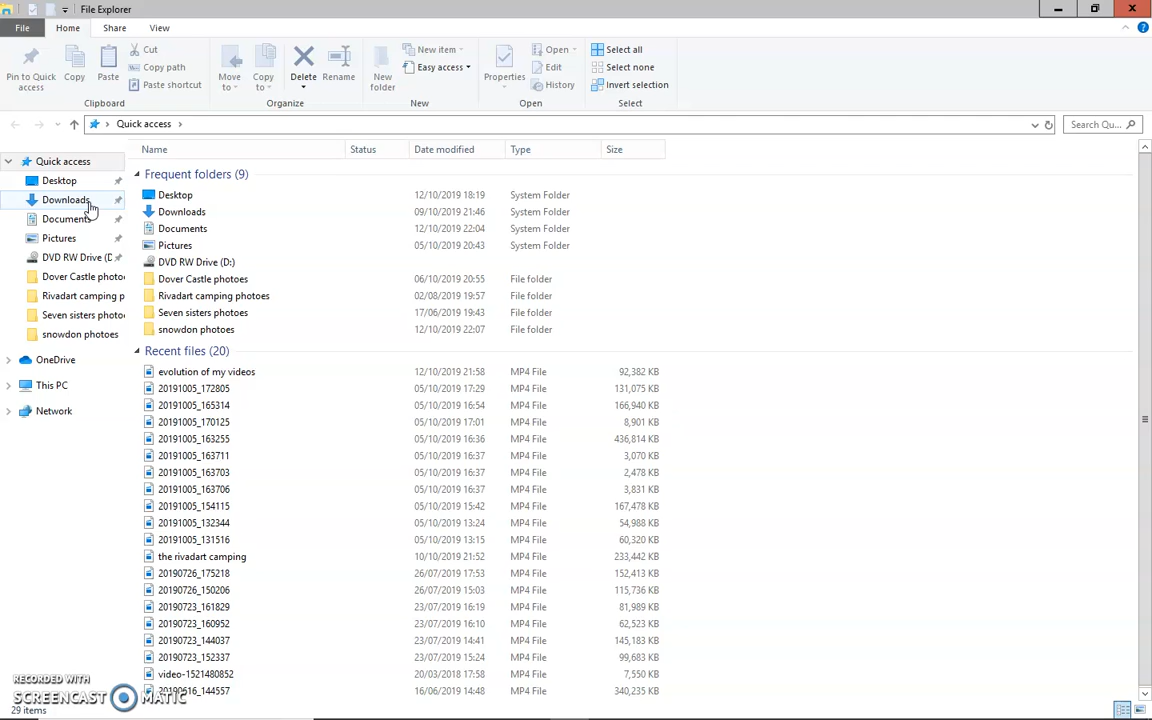 File Explorer
File Home Share View
Pin to Quick access
Copy
Paste
Cut
Copy path
Paste shortcut
Clipboard
Move to
Copy to
Delete
Rename
Organize
New folder
New item
Easy access
New
Properties
Open
Edit
History
Open
Select all
Select none
Invert selection
Select
Quick access
Search Qu...
Quick access
Desktop
Downloads
Documents
Pictures
DVD RW Drive (D
Dover Castle photo
Rivadart camping p
Seven sisters photo
snowdon photoes
OneDrive
This PC
Network
Name Status Date modified Type Size
Frequent folders (9)
Desktop 12/10/2019 18:19 System Folder
Downloads 09/10/2019 21:46 System Folder
Documents 12/10/2019 22:04 System Folder
Pictures 05/10/2019 20:43 System Folder
DVD RW Drive (D:)
Dover Castle photoes 06/10/2019 20:55 File folder
Rivadart camping photoes 02/08/2019 19:57 File folder
Seven sisters photoes 17/06/2019 19:43 File folder
snowdon photoes 12/10/2019 22:07 File folder
Recent files (20)
evolution of my videos 12/10/2019 21:58 MP4 File 92,382 KB
20191005_172805 05/10/2019 17:29 MP4 File 131,075 KB
20191005_165314 05/10/2019 16:54 MP4 File 166,940 KB
20191005_170125 05/10/2019 17:01 MP4 File 8,901 KB
20191005_163255 05/10/2019 16:36 MP4 File 436,814 KB
20191005_163711 05/10/2019 16:37 MP4 File 3,070 KB
20191005_163703 05/10/2019 16:37 MP4 File 2,478 KB
20191005_163706 05/10/2019 16:37 MP4 File 3,831 KB
20191005_154115 05/10/2019 15:42 MP4 File 167,478 KB
20191005_132344 05/10/2019 13:24 MP4 File 54,988 KB
20191005_131516 05/10/2019 13:15 MP4 File 60,320 KB
the rivadart camping 10/10/2019 21:52 MP4 File 233,442 KB
20190726_175218 26/07/2019 17:53 MP4 File 152,413 KB
20190726_150206 26/07/2019 15:03 MP4 File 115,736 KB
20190723_161829 23/07/2019 16:19 MP4 File 81,989 KB
20190723_160952 23/07/2019 16:10 MP4 File 62,523 KB
20190723_144037 23/07/2019 14:41 MP4 File 145,183 KB
20190723_152337 23/07/2019 15:24 MP4 File 99,683 KB
video-1521480852 20/03/2018 17:58 MP4 File 7,550 KB
20190616_144557 16/06/2019 14:48 MP4 File 340,235 KB
RECORDED WITH
SCREENCAST MATIC
29 items